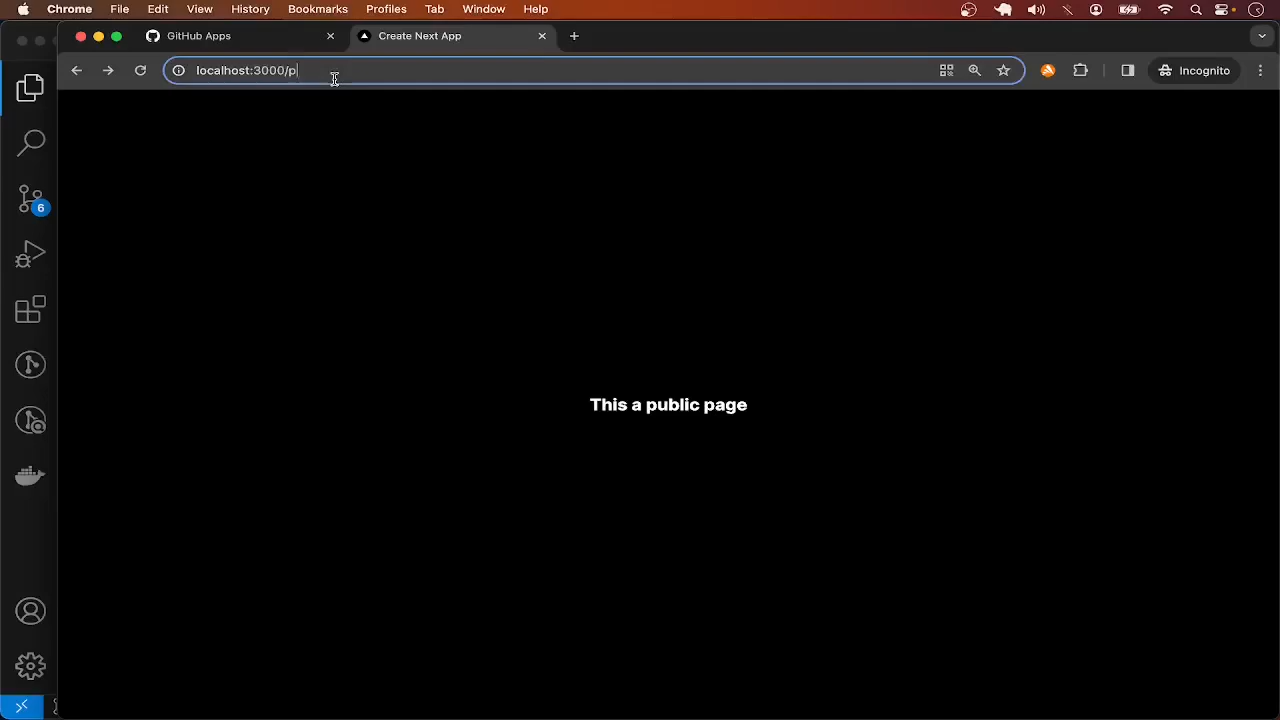 Chrome File Edit View History Bookmarks Profiles Tab Window Help
GitHub Apps
Create Next App
localhost:3000/p
Incognito
6
This a public page